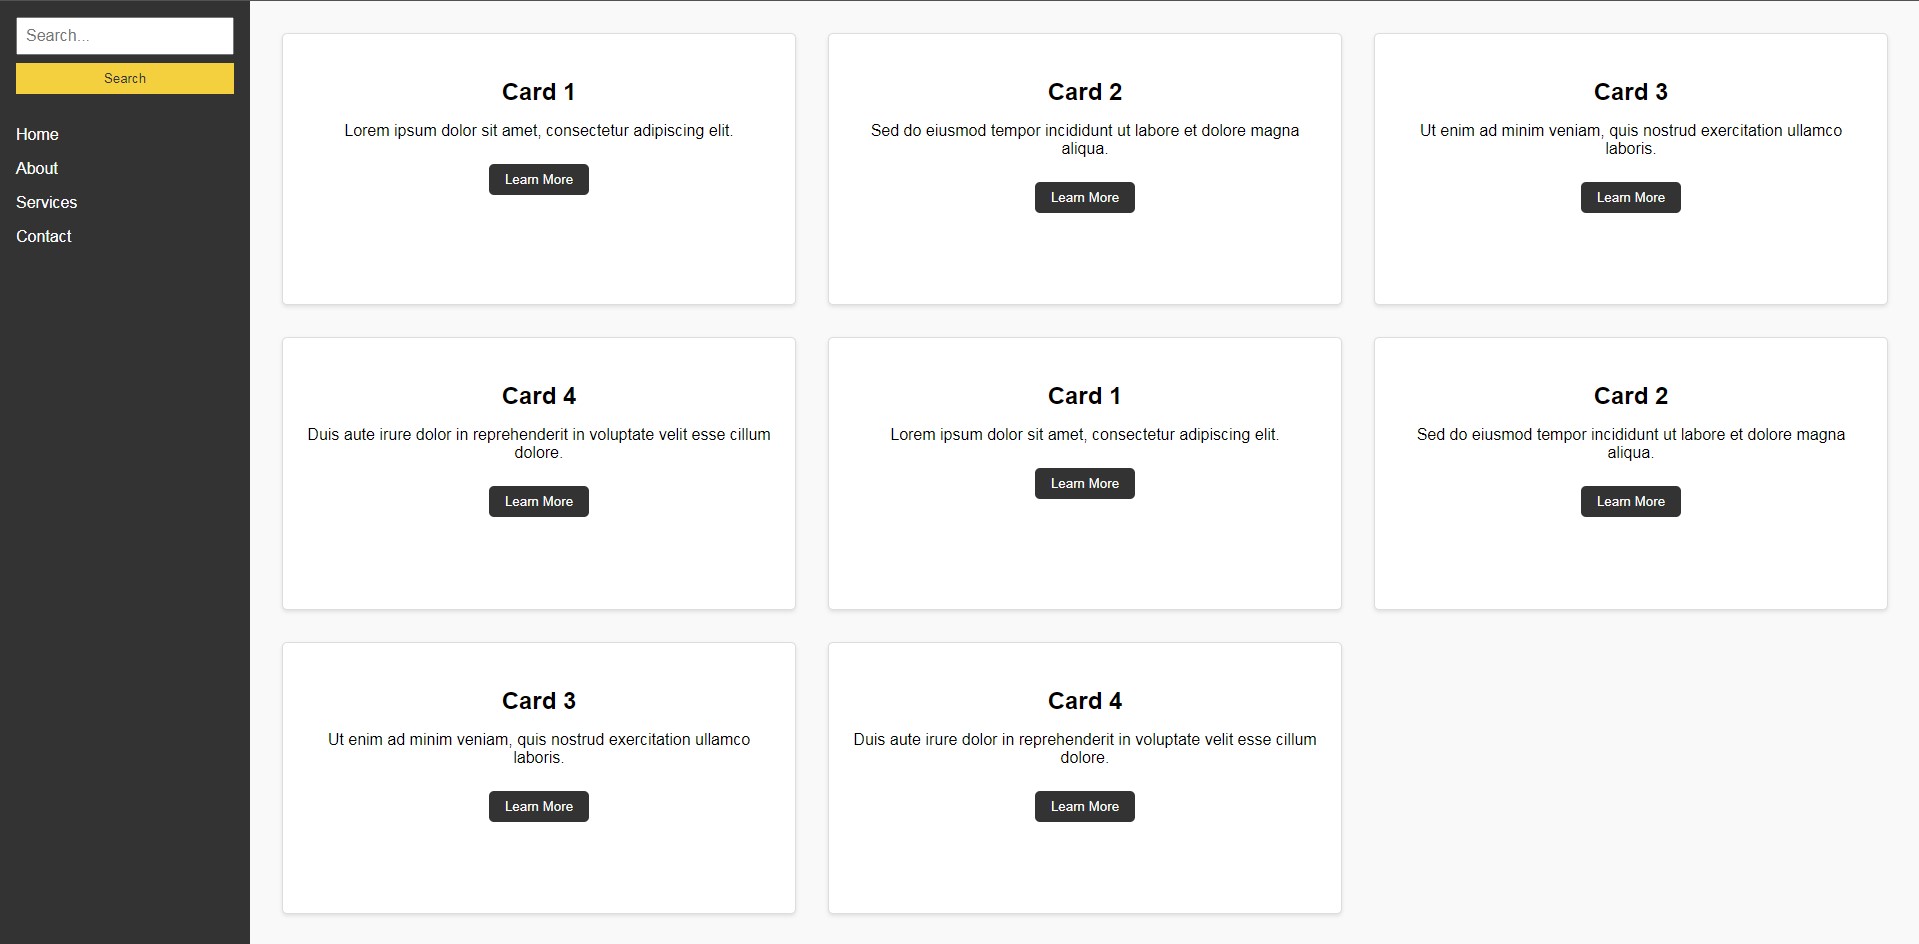 Search...
Search
Home
About
Services
Contact
Card 1
Lorem ipsum dolor sit amet, consectetur adipiscing elit.
Learn More
Card 2
Sed do eiusmod tempor incididunt ut labore et dolore magna
aliqua.
Learn More
Card 3
Ut enim ad minim veniam, quis nostrud exercitation ullamco
laboris.
Learn More
Card 4
Duis aute irure dolor in reprehenderit in voluptate velit esse cillum
dolore.
Learn More
Card 1
Lorem ipsum dolor sit amet, consectetur adipiscing elit.
Learn More
Card 2
Sed do eiusmod tempor incididunt ut labore et dolore magna
aliqua.
Learn More
Card 3
Ut enim ad minim veniam, quis nostrud exercitation ullamco
laboris.
Learn More
Card 4
Duis aute irure dolor in reprehenderit in voluptate velit esse cillum
dolore.
Learn More